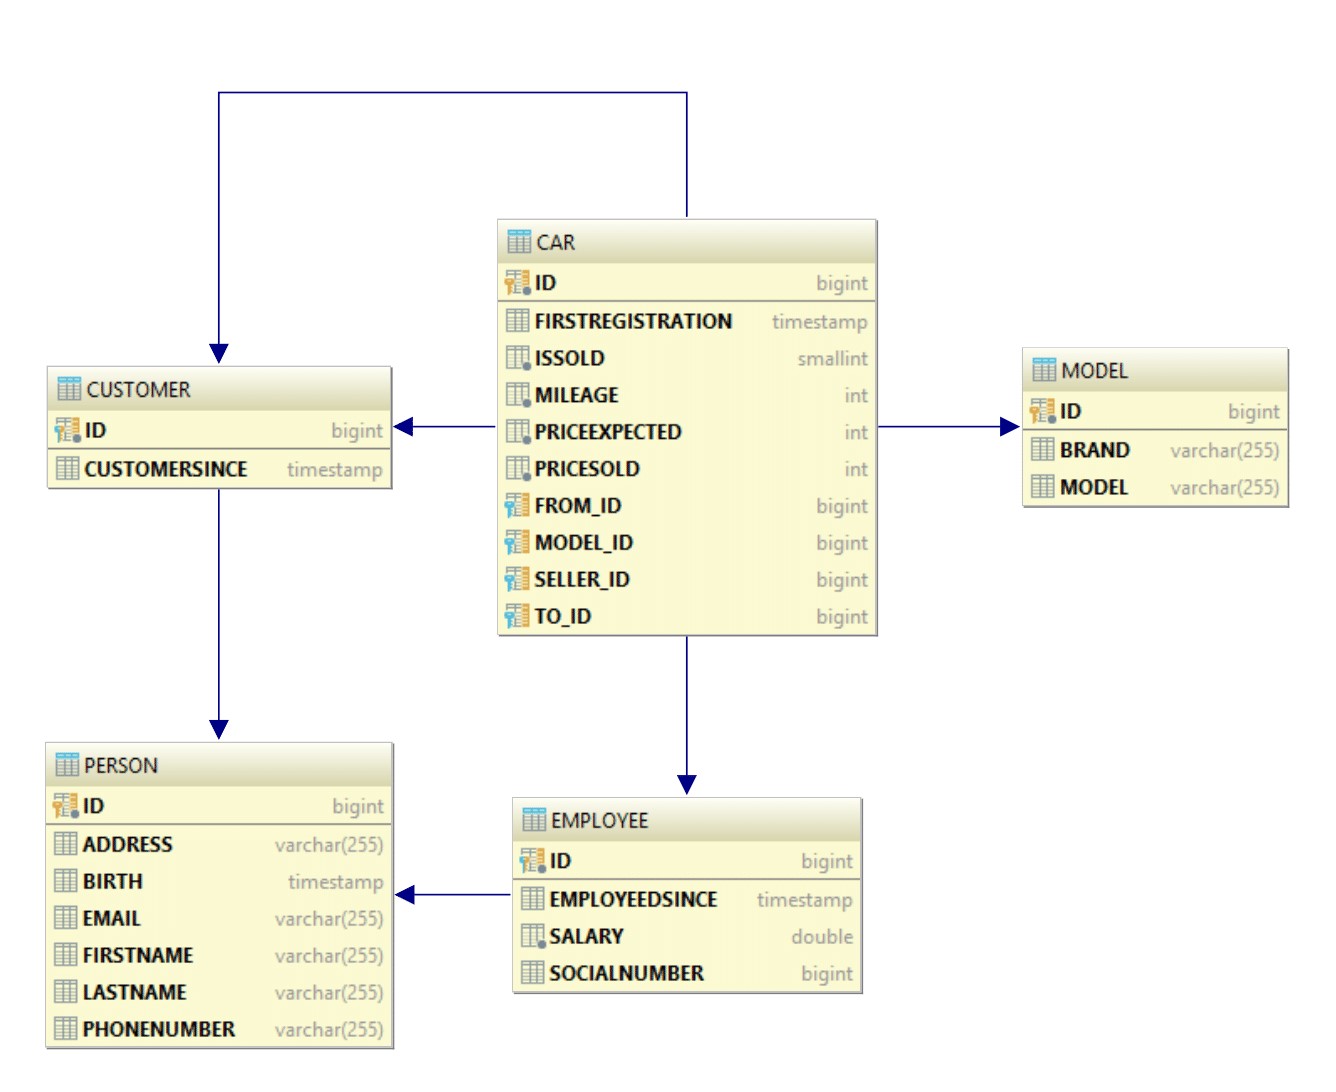 CAR
ID bigint
FIRSTREGISTRATION timestamp
ISSOLD smallint
MILEAGE int
PRICEEXPECTED int
PRICESOLD int
FROM_ID bigint
MODEL_ID bigint
SELLER_ID bigint
TO_ID bigint
CUSTOMER
ID bigint
CUSTOMERSINCE timestamp
MODEL
ID bigint
BRAND varchar(255)
MODEL varchar(255)
PERSON
ID bigint
ADDRESS varchar(255)
BIRTH timestamp
EMAIL varchar(255)
FIRSTNAME varchar(255)
LASTNAME varchar(255)
PHONENUMBER varchar(255)
EMPLOYEE
ID bigint
EMPLOYEEDSINCE timestamp
SALARY double
SOCIALNUMBER bigint